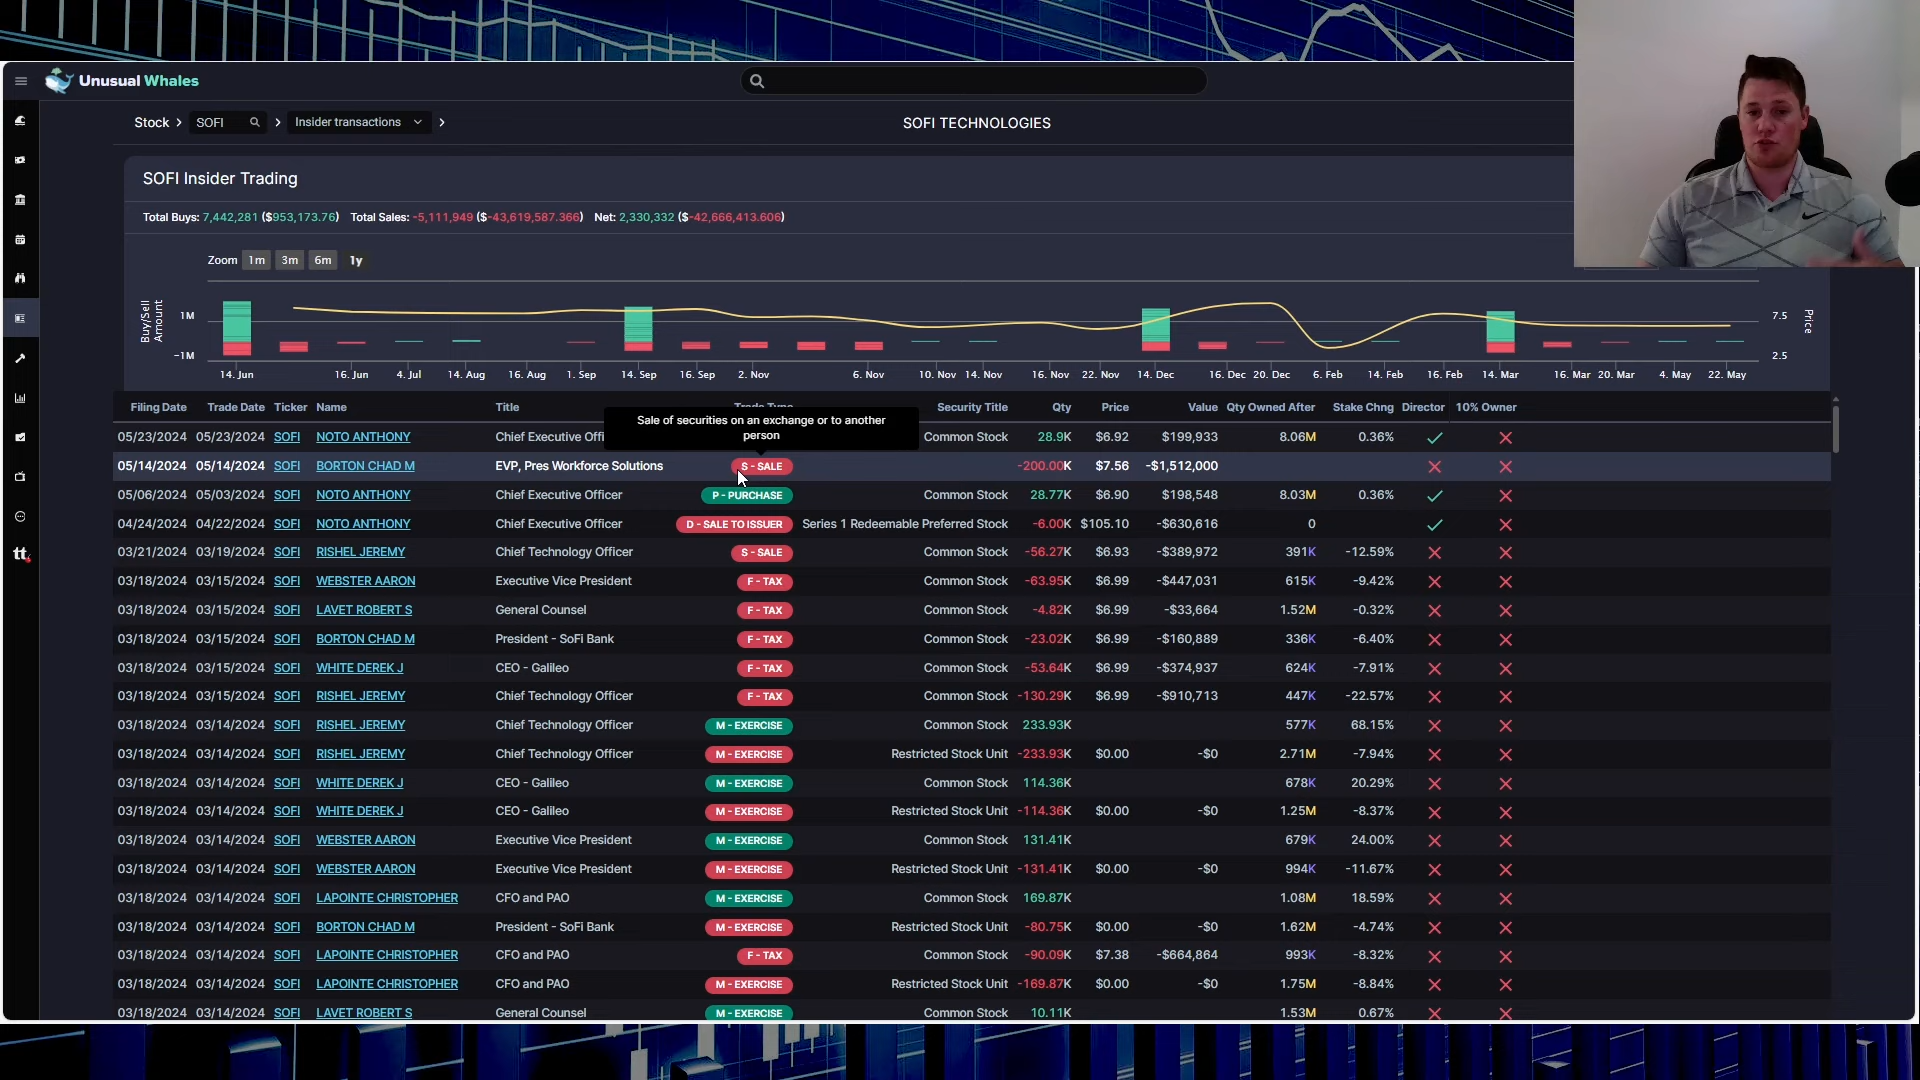 Unusual Whales
Stock > SOFI > Insider transactions >
SOFI TECHNOLOGIES
SOFI Insider Trading
Total Buys: 7,442,281 ($953,173.76) Total Sales: -5,111,949 ($-43,619,587.366) Net: 2,330,332 ($-42,666,413.606)
Zoom 1m 3m 6m 1y
Buy/Sell Amount
1M
-1M
7.5
2.5
Price
14. Jun 16. Jun 4. Jul 14. Aug 16. Aug 1. Sep 14. Sep 16. Sep 2. Nov 6. Nov 10. Nov 14. Nov 16. Nov 22. Nov 14. Dec 16. Dec 20. Dec 6. Feb 14. Feb 16. Feb 14. Mar 16. Mar 20. Mar 4. May 22. May
Filing Date Trade Date Ticker Name Title Trade Type Security Title Qty Price Value Qty Owned After Stake Chng Director 10% Owner
Sale of securities on an exchange or to another
person
05/23/2024 05/23/2024 SOFI NOTO ANTHONY Chief Executive Offi Common Stock 28.9K $6.92 $199,933 8.06M 0.36%
05/14/2024 05/14/2024 SOFI BORTON CHAD M EVP, Pres Workforce Solutions S - SALE -200.00K $7.56 -$1,512,000
05/06/2024 05/03/2024 SOFI NOTO ANTHONY Chief Executive Officer P - PURCHASE Common Stock 28.77K $6.90 $198,548 8.03M 0.36%
04/24/2024 04/22/2024 SOFI NOTO ANTHONY Chief Executive Officer D - SALE TO ISSUER Series 1 Redeemable Preferred Stock -6.00K $105.10 -$630,616 0
03/21/2024 03/19/2024 SOFI RISHEL JEREMY Chief Technology Officer S - SALE Common Stock -56.27K $6.93 -$389,972 391K -12.59%
03/18/2024 03/15/2024 SOFI WEBSTER AARON Executive Vice President F - TAX Common Stock -63.95K $6.99 -$447,031 615K -9.42%
03/18/2024 03/15/2024 SOFI LAVET ROBERT S General Counsel F - TAX Common Stock -4.82K $6.99 -$33,664 1.52M -0.32%
03/18/2024 03/15/2024 SOFI BORTON CHAD M President - SoFi Bank F - TAX Common Stock -23.02K $6.99 -$160,889 336K -6.40%
03/18/2024 03/15/2024 SOFI WHITE DEREK J CEO - Galileo F - TAX Common Stock -53.64K $6.99 -$374,937 624K -7.91%
03/18/2024 03/15/2024 SOFI RISHEL JEREMY Chief Technology Officer F - TAX Common Stock -130.29K $6.99 -$910,713 447K -22.57%
03/18/2024 03/14/2024 SOFI RISHEL JEREMY Chief Technology Officer M - EXERCISE Common Stock 233.93K 577K 68.15%
03/18/2024 03/14/2024 SOFI RISHEL JEREMY Chief Technology Officer M - EXERCISE Restricted Stock Unit -233.93K $0.00 -$0 2.71M -7.94%
03/18/2024 03/14/2024 SOFI WHITE DEREK J CEO - Galileo M - EXERCISE Common Stock 114.36K 678K 20.29%
03/18/2024 03/14/2024 SOFI WHITE DEREK J CEO - Galileo M - EXERCISE Restricted Stock Unit -114.36K $0.00 -$0 1.25M -8.37%
03/18/2024 03/14/2024 SOFI WEBSTER AARON Executive Vice President M - EXERCISE Common Stock 131.41K 679K 24.00%
03/18/2024 03/14/2024 SOFI WEBSTER AARON Executive Vice President M - EXERCISE Restricted Stock Unit -131.41K $0.00 -$0 994K -11.67%
03/18/2024 03/14/2024 SOFI LAPOINTE CHRISTOPHER CFO and PAO M - EXERCISE Common Stock 169.87K 1.08M 18.59%
03/18/2024 03/14/2024 SOFI BORTON CHAD M President - SoFi Bank M - EXERCISE Restricted Stock Unit -80.75K $0.00 -$0 1.62M -4.74%
03/18/2024 03/14/2024 SOFI LAPOINTE CHRISTOPHER CFO and PAO F - TAX Common Stock -90.09K $7.38 -$664,864 993K -8.32%
03/18/2024 03/14/2024 SOFI LAPOINTE CHRISTOPHER CFO and PAO M - EXERCISE Restricted Stock Unit -169.87K $0.00 -$0 1.75M -8.84%
03/18/2024 03/14/2024 SOFI LAVET ROBERT S General Counsel M - EXERCISE Common Stock 10.11K 1.53M 0.67%
tt